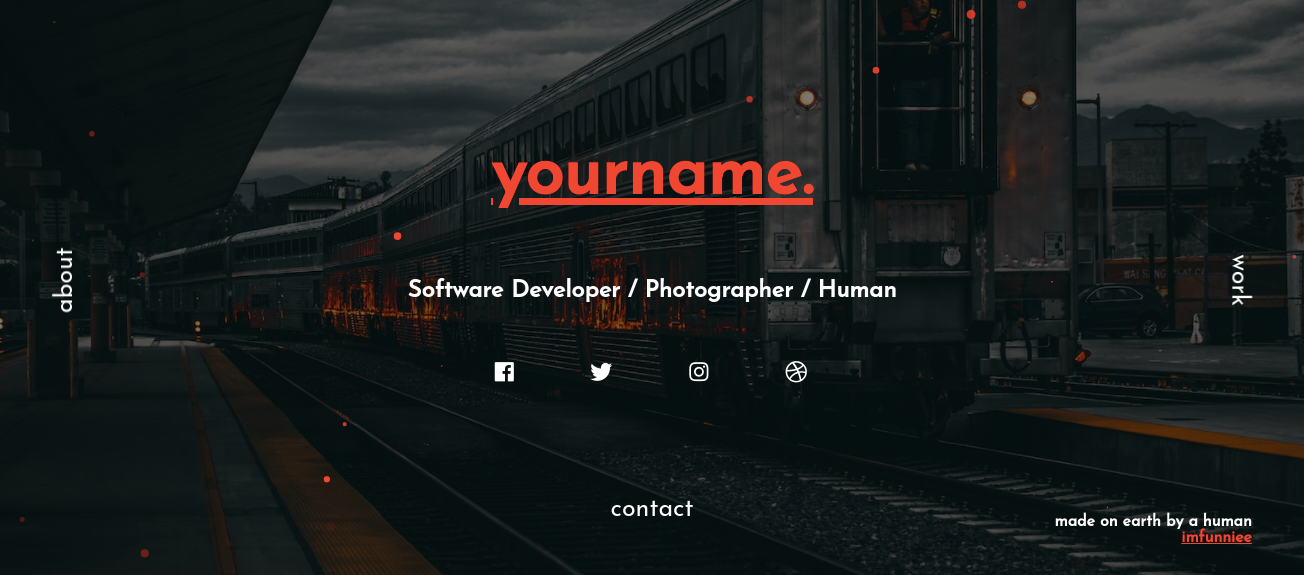 yourname.
about
Software Developer / Photographer / Human
work
contact
made on earth by a human
imfunniee